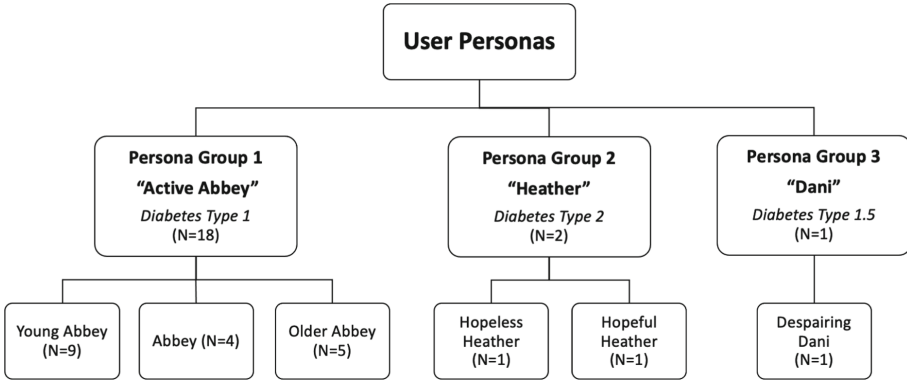 User Personas
Persona Group 1
“Active Abbey”
Diabetes Type 1
(N=18)
Persona Group 2
“Heather”
Diabetes Type 2
(N=2)
Persona Group 3
“Dani”
Diabetes Type 1.5
(N=1)
Young Abbey
(N=9)
Abbey (N=4)
Older Abbey
(N=5)
Hopeless
Heather
(N=1)
Hopeful
Heather
(N=1)
Despairing
Dani
(N=1)